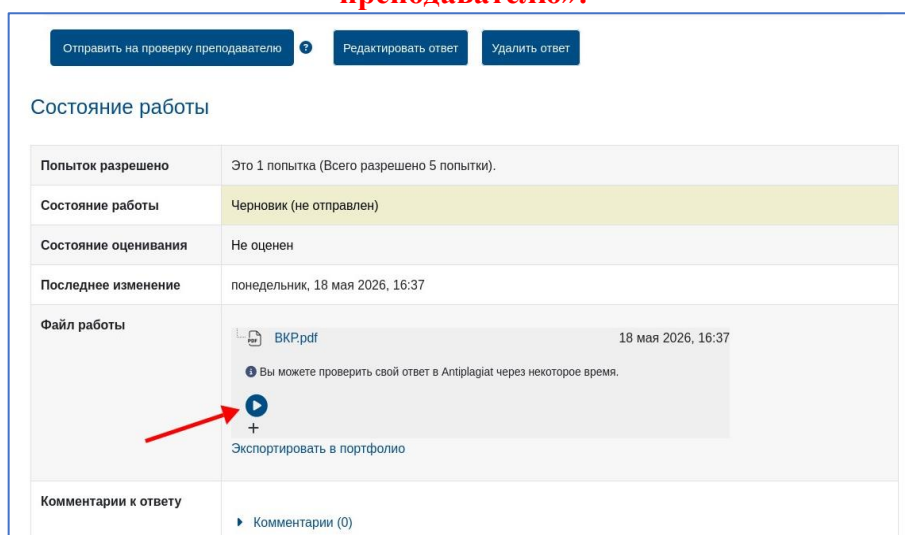 преподавателю».
Отправить на проверку преподавателю
Редактировать ответ
Удалить ответ
Состояние работы
Попыток разрешено
Это 1 попытка (Всего разрешено 5 попытки).
Состояние работы
Черновик (не отправлен)
Состояние оценивания
Не оценен
Последнее изменение
понедельник, 18 мая 2026, 16:37
Файл работы
PDF
ВКР.pdf
18 мая 2026, 16:37
Вы можете проверить свой ответ в Antiplagiat через некоторое время.
+
Экспортировать в портфолио
Комментарии к ответу
Комментарии (0)